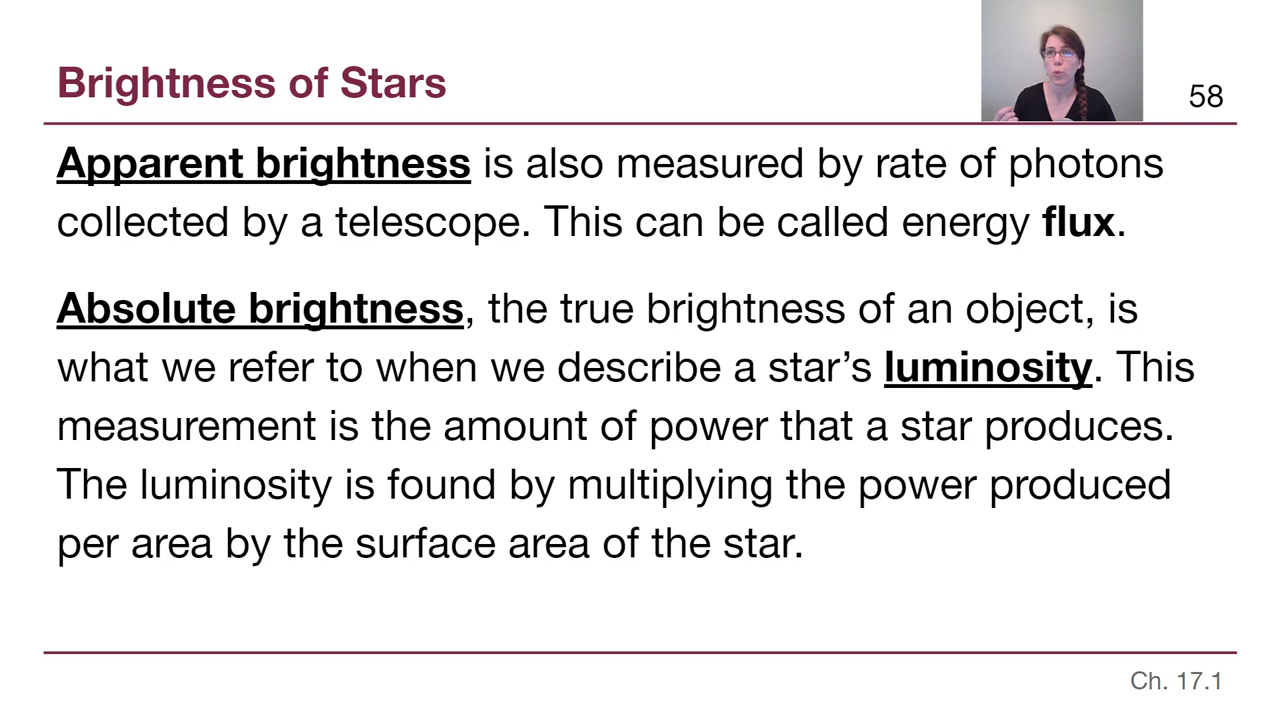 Brightness of Stars
58
Apparent brightness is also measured by rate of photons
collected by a telescope. This can be called energy flux.
Absolute brightness, the true brightness of an object, is
what we refer to when we describe a star’s luminosity. This
measurement is the amount of power that a star produces.
The luminosity is found by multiplying the power produced
per area by the surface area of the star.
Ch. 17.1